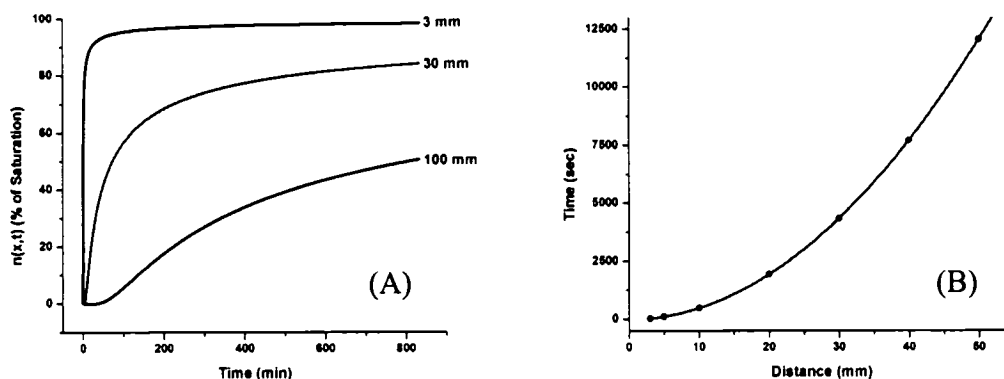 100
80
60
40
20
0
n(x,t) (% of Saturation)
3 mm
30 mm
100 mm
(A)
0
200
400
600
800
Time (min)
12500
10000
7500
5000
2500
0
Time (sec)
(B)
0
10
20
30
40
50
Distance (mm)